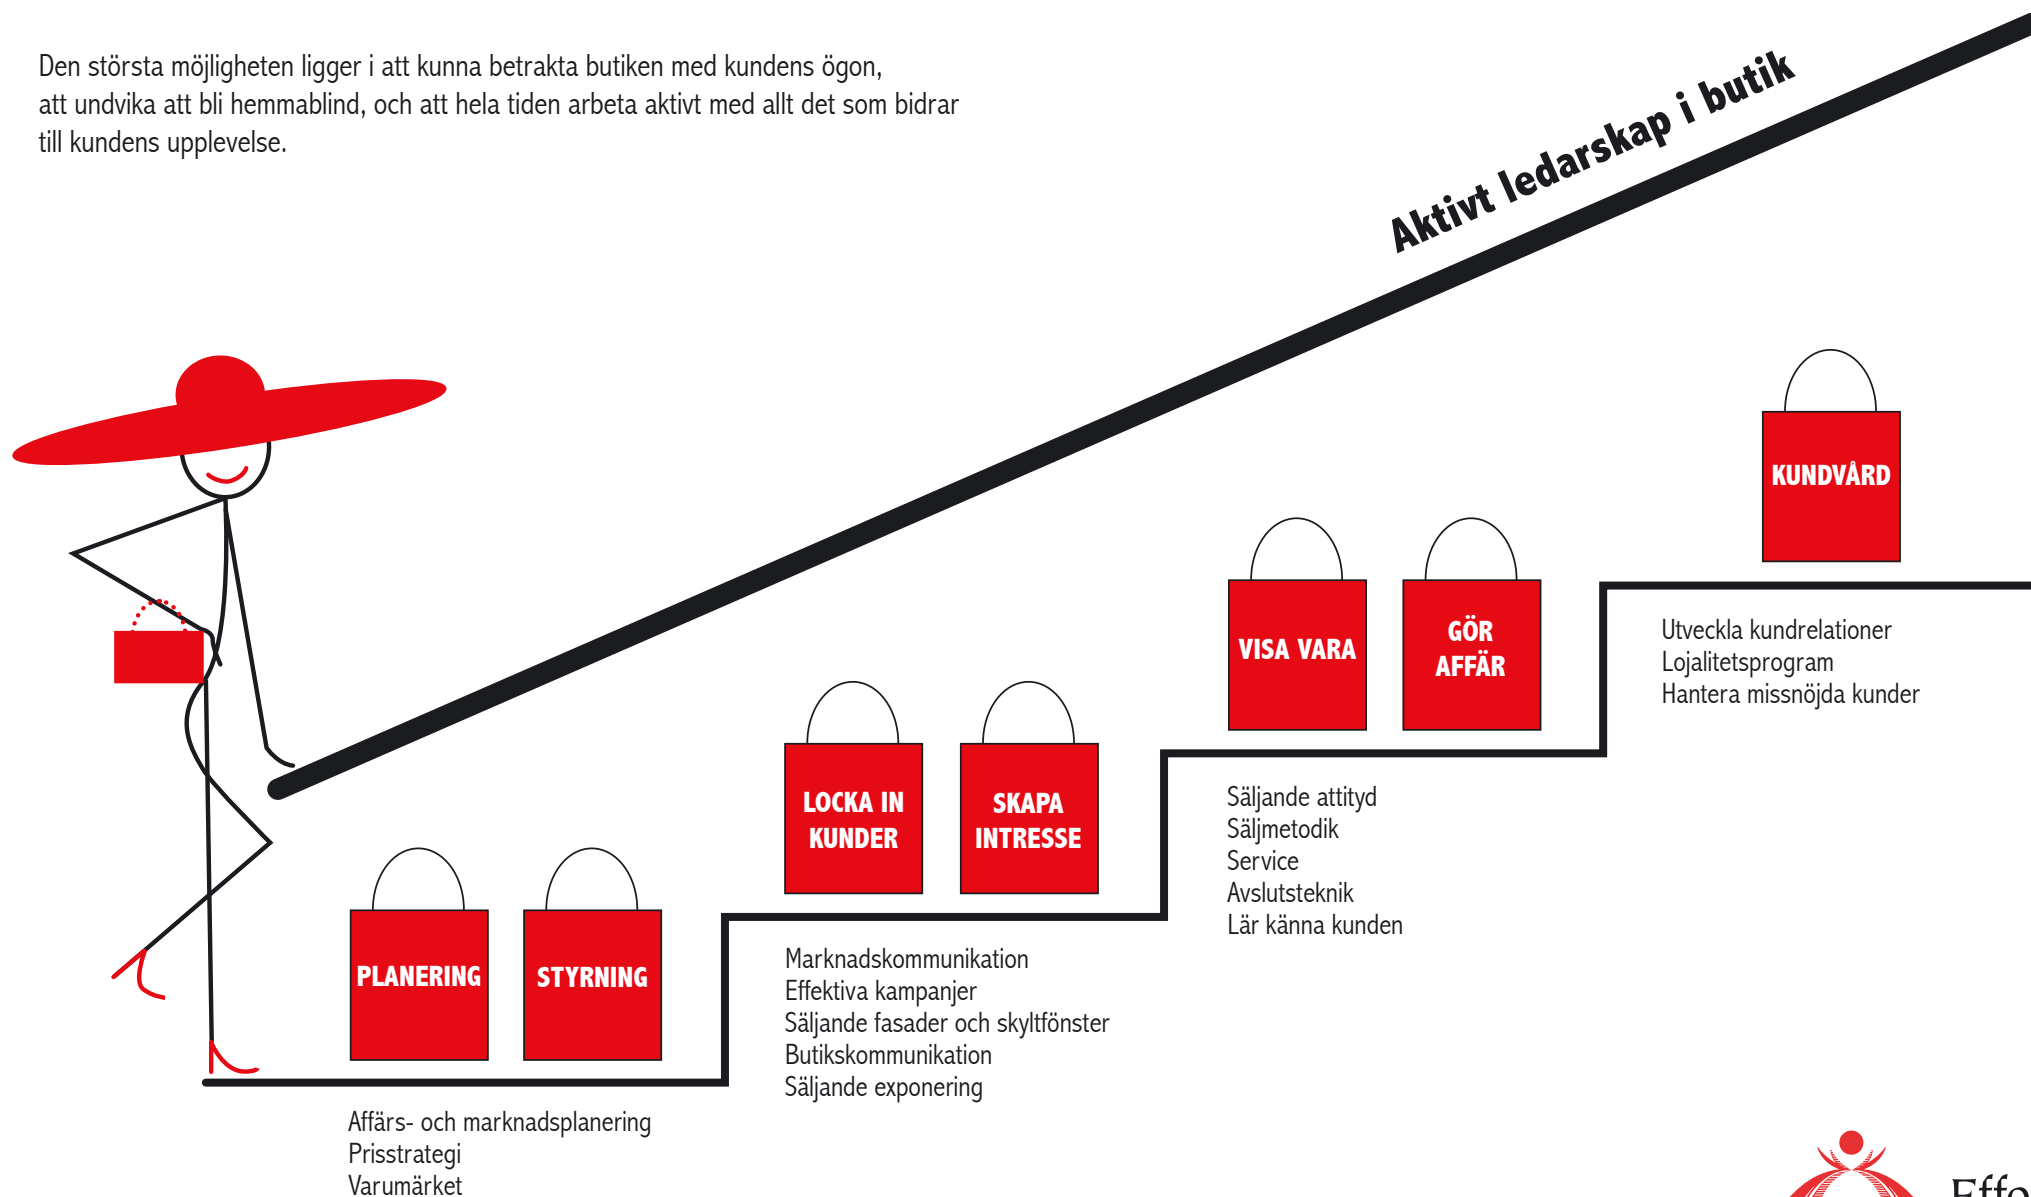 Den största möjligheten ligger i att kunna betrakta butiken med kundens ögon,
att undvika att bli hemmablind, och att hela tiden arbeta aktivt med allt det som bidrar
till kundens upplevelse.
Aktivt ledarskap i butik
PLANERING
STYRNING
Affärs- och marknadsplanering
Prisstrategi
Varumärket
LOCKA IN
KUNDER
SKAPA
INTRESSE
Marknadskommunikation
Effektiva kampanjer
Säljande fasader och skyltfönster
Butikskommunikation
Säljande exponering
VISA VARA
GÖR
AFFÄR
Säljande attityd
Säljmetodik
Service
Avslutsteknik
Lär känna kunden
KUNDVÅRD
Utveckla kundrelationer
Lojalitetsprogram
Hantera missnöjda kunder